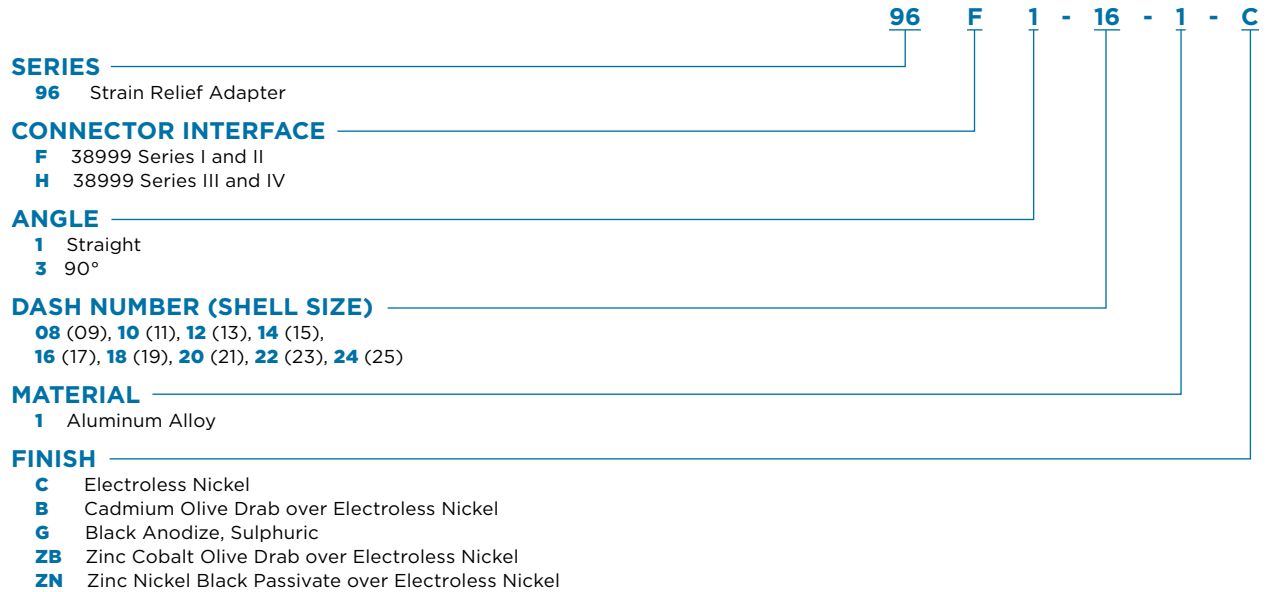 96 F 1 - 16 - 1 - C
SERIES
96 Strain Relief Adapter
CONNECTOR INTERFACE
F 38999 Series I and II
H 38999 Series III and IV
ANGLE
1 Straight
3 90°
DASH NUMBER (SHELL SIZE)
08 (09), 10 (11), 12 (13), 14 (15),
16 (17), 18 (19), 20 (21), 22 (23), 24 (25)
MATERIAL
1 Aluminum Alloy
FINISH
C Electroless Nickel
B Cadmium Olive Drab over Electroless Nickel
G Black Anodize, Sulphuric
ZB Zinc Cobalt Olive Drab over Electroless Nickel
ZN Zinc Nickel Black Passivate over Electroless Nickel